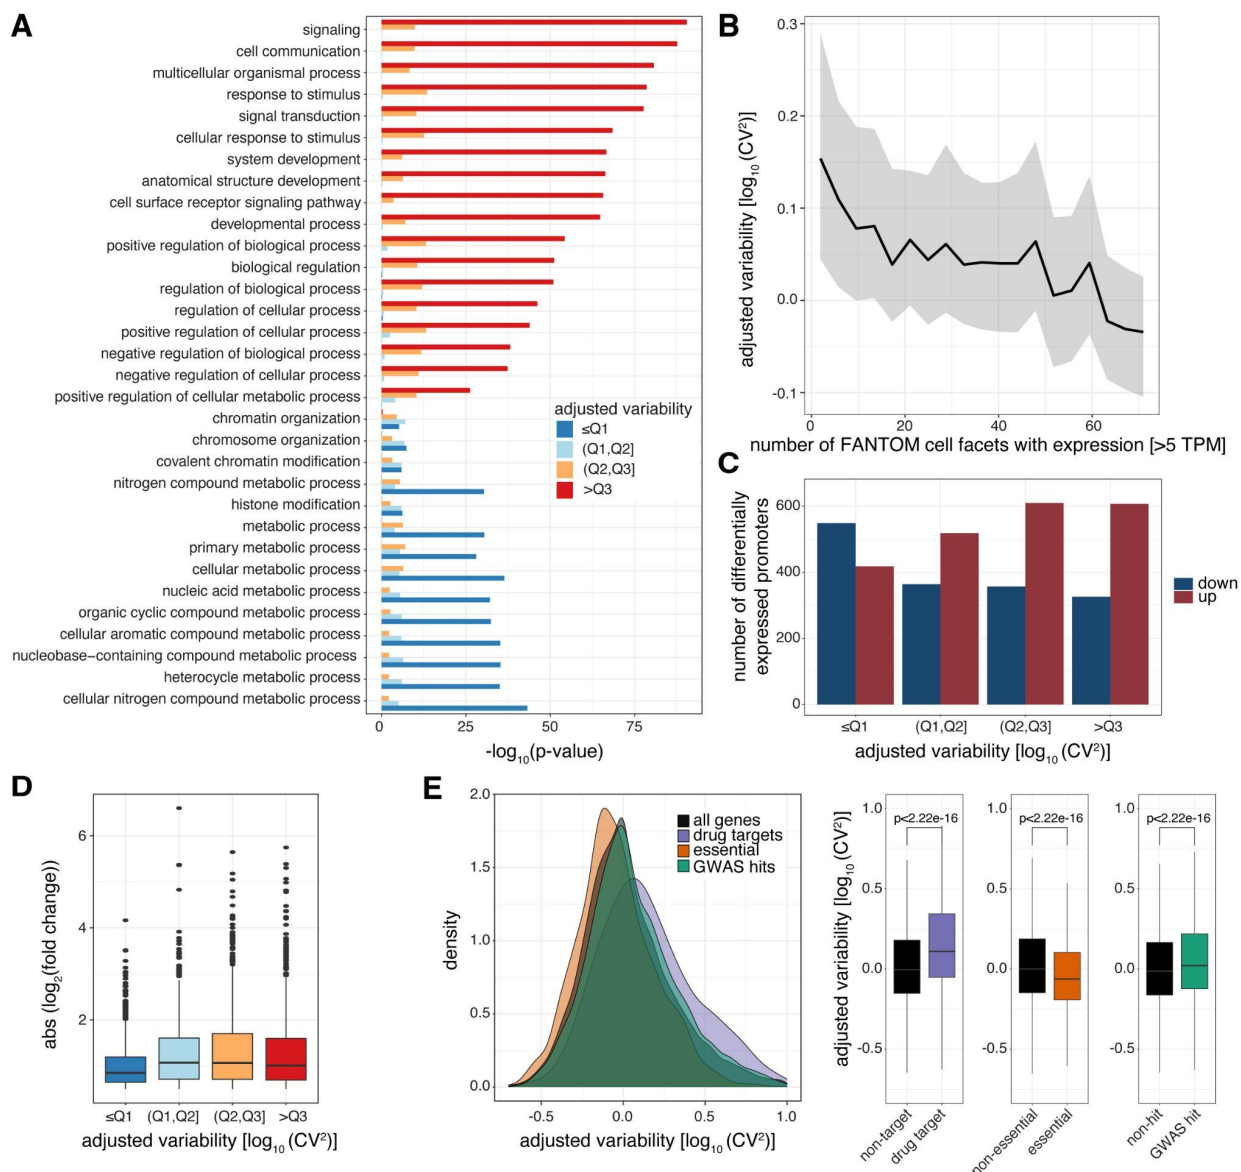 A
signaling
cell communication
multicellular organismal process
response to stimulus
signal transduction
cellular response to stimulus
system development
anatomical structure development
cell surface receptor signaling pathway
developmental process
positive regulation of biological process
biological regulation
regulation of biological process
regulation of cellular process
positive regulation of cellular process
negative regulation of biological process
negative regulation of cellular process
positive regulation of cellular metabolic process
chromatin organization
chromosome organization
covalent chromatin modification
nitrogen compound metabolic process
histone modification
metabolic process
primary metabolic process
cellular metabolic process
nucleic acid metabolic process
organic cyclic compound metabolic process
cellular aromatic compound metabolic process
nucleobase−containing compound metabolic process
heterocycle metabolic process
cellular nitrogen compound metabolic process
adjusted variability
≤Q1
(Q1,Q2]
(Q2,Q3]
>Q3
0 25 50 75
-log₁₀(p-value)
B
adjusted variability [log₁₀(CV²)]
0.3
0.2
0.1
0.0
-0.1
0 20 40 60
number of FANTOM cell facets with expression [>5 TPM]
C
number of differentially
expressed promoters
600
400
200
0
≤Q1 (Q1,Q2] (Q2,Q3] >Q3
adjusted variability [log₁₀(CV²)]
down
up
D
abs (log₂(fold change))
6
4
2
≤Q1 (Q1,Q2] (Q2,Q3] >Q3
adjusted variability [log₁₀(CV²)]
E
density
2.0
1.5
1.0
0.5
0.0
-0.5 0.0 0.5 1.0
adjusted variability [log₁₀(CV²)]
all genes
drug targets
essential
GWAS hits
adjusted variability [log₁₀(CV²)]
1.0
0.5
0.0
-0.5
p<2.22e-16
non-target
drug target
1.0
0.5
0.0
-0.5
p<2.22e-16
non-essential
essential
1.0
0.5
0.0
-0.5
p<2.22e-16
non-hit
GWAS hit